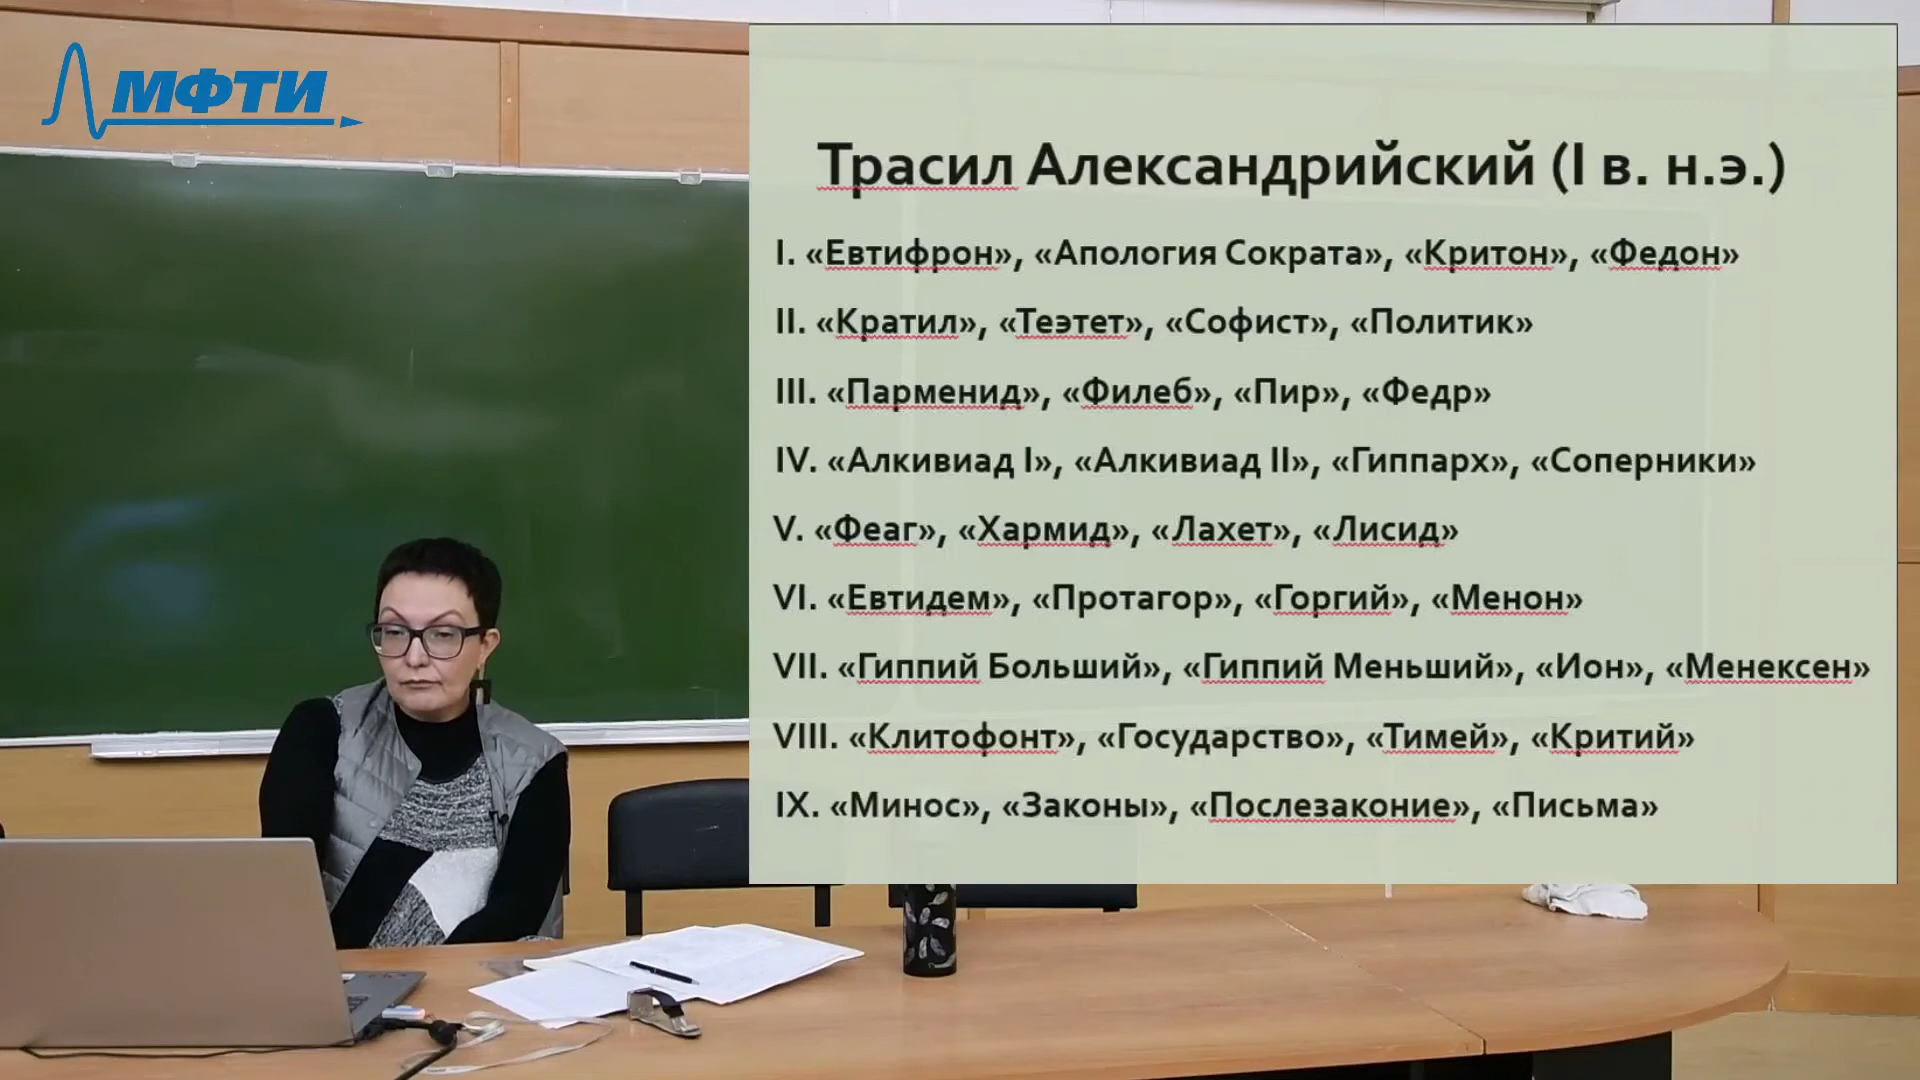 МФТИ
Трасил Александрийский (I в. н.э.)
I. «Евтифрон», «Апология Сократа», «Критон», «Федон»
II. «Кратил», «Теэтет», «Софист», «Политик»
III. «Парменид», «Филеб», «Пир», «Федр»
IV. «Алкивиад I», «Алкивиад II», «Гиппарх», «Соперники»
V. «Феаг», «Хармид», «Лахет», «Лисид»
VI. «Евтидем», «Протагор», «Горгий», «Менон»
VII. «Гиппий Больший», «Гиппий Меньший», «Ион», «Менексен»
VIII. «Клитофонт», «Государство», «Тимей», «Критий»
IX. «Минос», «Законы», «Послезаконие», «Письма»